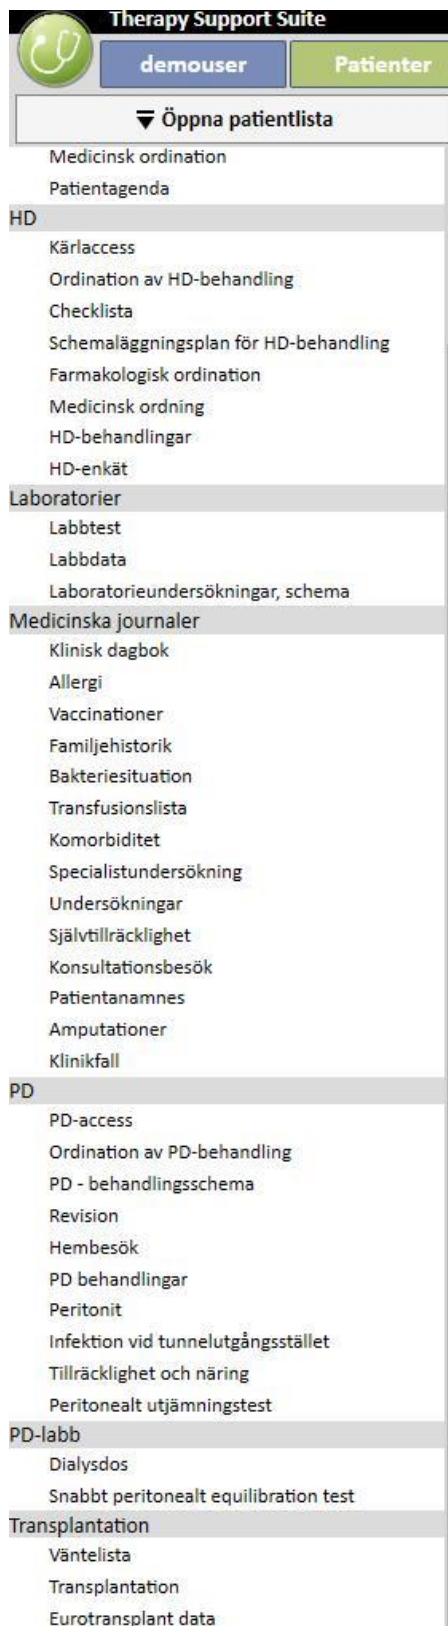 Therapy Support Suite
demouser Patienter
Öppna patientlista
Medicinsk ordination
Patientagenda
HD
Kärlaccess
Ordination av HD-behandling
Checklista
Schemaläggningsplan för HD-behandling
Farmakologisk ordination
Medicinsk ordning
HD-behandlingar
HD-enkät
Laboratorier
Labbtest
Labbdata
Laboratorieundersökningar, schema
Medicinska journaler
Klinisk dagbok
Allergi
Vaccinationer
Familjehistorik
Bakteriesituation
Transfusionslista
Komorbiditet
Specialistundersökning
Undersökningar
Självtillräcklighet
Konsultationsbesök
Patientanamnes
Amputationer
Klinikfall
PD
PD-access
Ordination av PD-behandling
PD - behandlingsschema
Revision
Hembesök
PD behandlingar
Peritonit
Infektion vid tunnelutgångsstället
Tillräcklighet och näring
Peritonealt utjämningstest
PD-labb
Dialysdos
Snabbt peritonealt equilibration test
Transplantation
Väntelista
Transplantation
Eurotransplant data